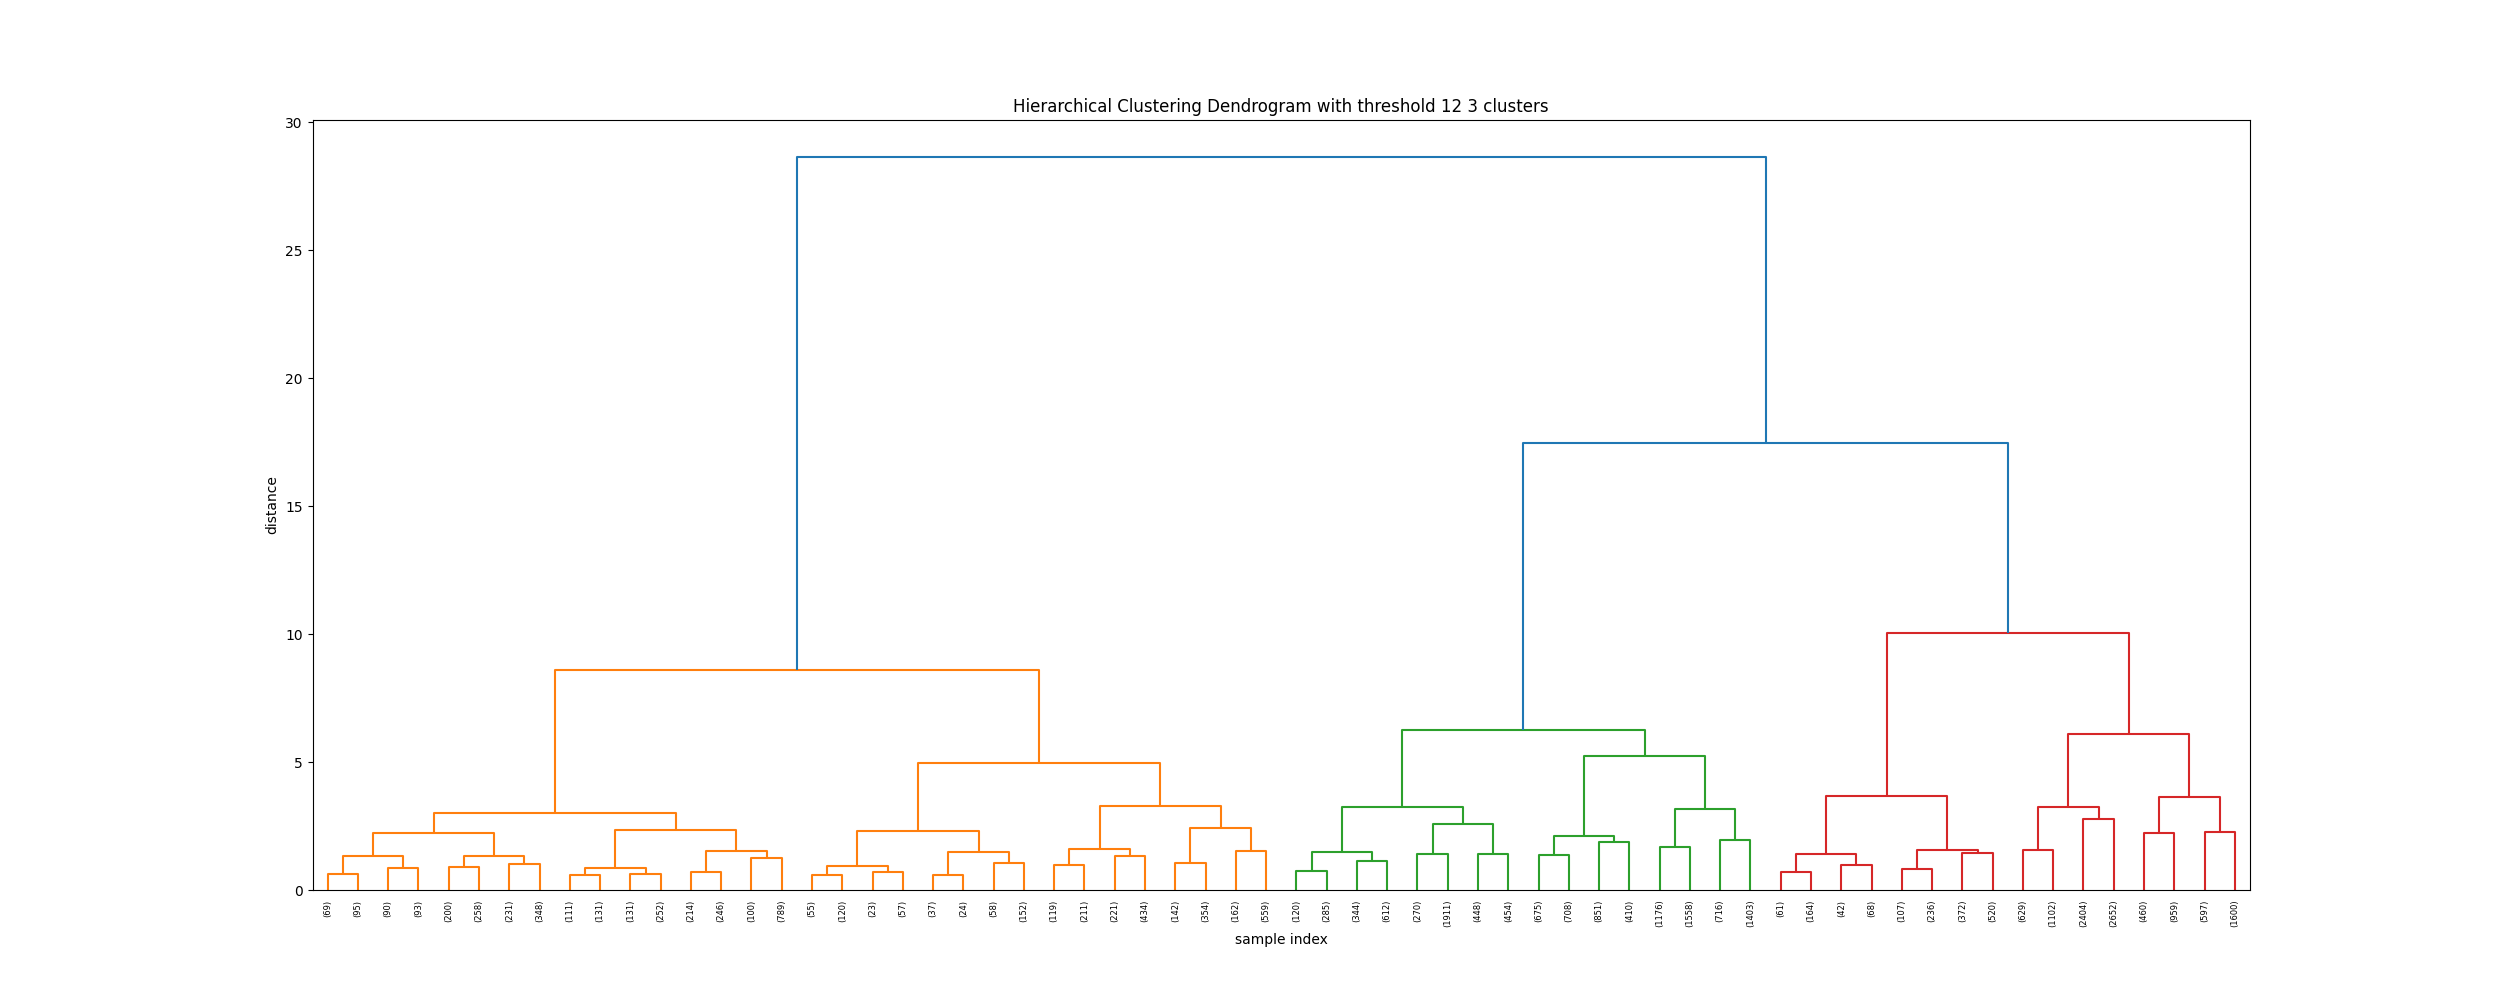 Hierarchical Clustering Dendrogram with threshold 12 3 clusters
30
25
20
15
10
5
0
distance
(69) (95) (90) (93) (200) (258) (231) (348) (111) (131) (131) (252) (214) (246) (100) (789) (55) (120) (23) (57) (37) (24) (58) (152) (119) (211) (221) (434) (142) (354) (162) (559) (120) (285) (344) (612) (270) (1911) (448) (454) (675) (708) (851) (410) (1176) (1558) (716) (1403) (61) (164) (42) (68) (107) (236) (372) (520) (629) (1102) (2404) (2652) (460) (959) (597) (1600)
sample index